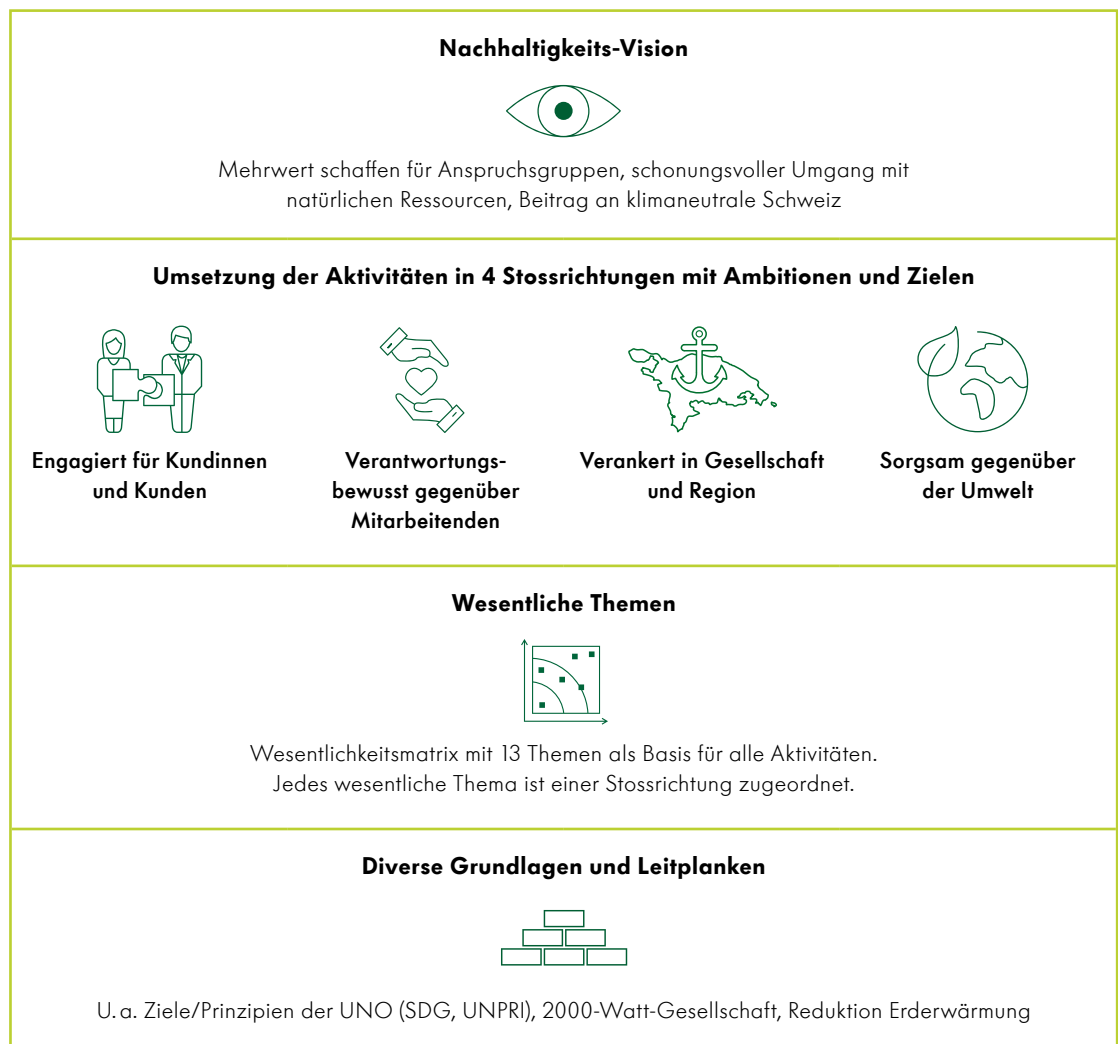 Nachhaltigkeits-Vision
Mehrwert schaffen für Anspruchsgruppen, schonungsvoller Umgang mit
natürlichen Ressourcen, Beitrag an klimaneutrale Schweiz
Umsetzung der Aktivitäten in 4 Stossrichtungen mit Ambitionen und Zielen
Engagiert für Kundinnen
und Kunden
Verantwortungs-
bewusst gegenüber
Mitarbeitenden
Verankert in Gesellschaft
und Region
Sorgsam gegenüber
der Umwelt
Wesentliche Themen
Wesentlichkeitsmatrix mit 13 Themen als Basis für alle Aktivitäten.
Jedes wesentliche Thema ist einer Stossrichtung zugeordnet.
Diverse Grundlagen und Leitplanken
U. a. Ziele/Prinzipien der UNO (SDG, UNPRI), 2000-Watt-Gesellschaft, Reduktion Erderwärmung